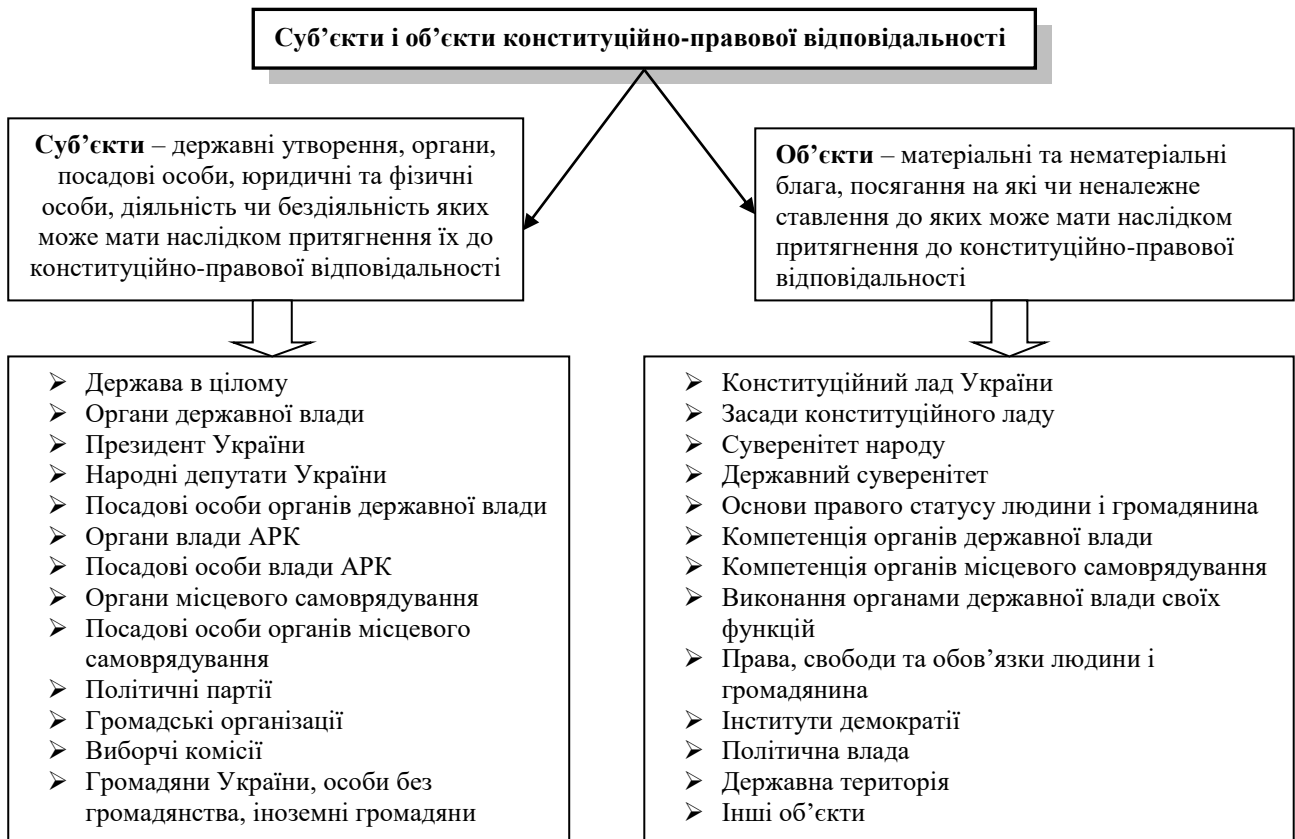 Суб’єкти і об’єкти конституційно-правової відповідальності
Суб’єкти – державні утворення, органи,
посадові особи, юридичні та фізичні
особи, діяльність чи бездіяльність яких
може мати наслідком притягнення їх до
конституційно-правової відповідальності
Об’єкти – матеріальні та нематеріальні
блага, посягання на які чи неналежне
ставлення до яких може мати наслідком
притягнення до конституційно-правової
відповідальності
➢ Держава в цілому
➢ Органи державної влади
➢ Президент України
➢ Народні депутати України
➢ Посадові особи органів державної влади
➢ Органи влади АРК
➢ Посадові особи влади АРК
➢ Органи місцевого самоврядування
➢ Посадові особи органів місцевого
самоврядування
➢ Політичні партії
➢ Громадські організації
➢ Виборчі комісії
➢ Громадяни України, особи без
громадянства, іноземні громадяни
➢ Конституційний лад України
➢ Засади конституційного ладу
➢ Суверенітет народу
➢ Державний суверенітет
➢ Основи правого статусу людини і громадянина
➢ Компетенція органів державної влади
➢ Компетенція органів місцевого самоврядування
➢ Виконання органами державної влади своїх
функцій
➢ Права, свободи та обов’язки людини і
громадянина
➢ Інститути демократії
➢ Політична влада
➢ Державна територія
➢ Інші об’єкти